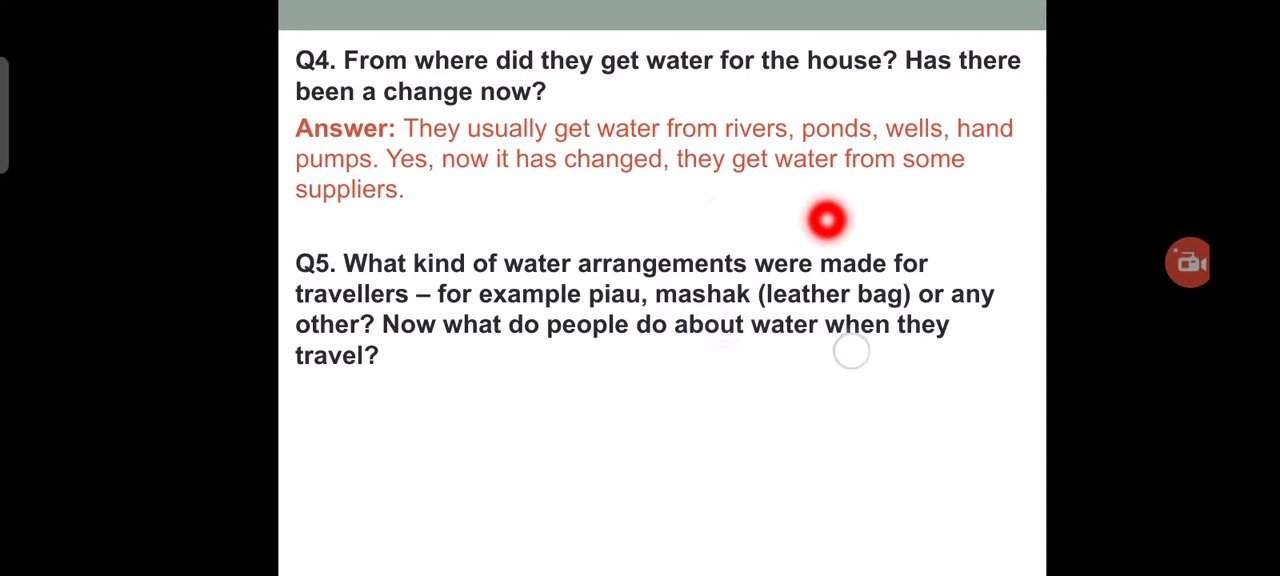 Q4. From where did they get water for the house? Has there
been a change now?
Answer: They usually get water from rivers, ponds, wells, hand
pumps. Yes, now it has changed, they get water from some
suppliers.
Q5. What kind of water arrangements were made for
travellers – for example piau, mashak (leather bag) or any
other? Now what do people do about water when they
travel?